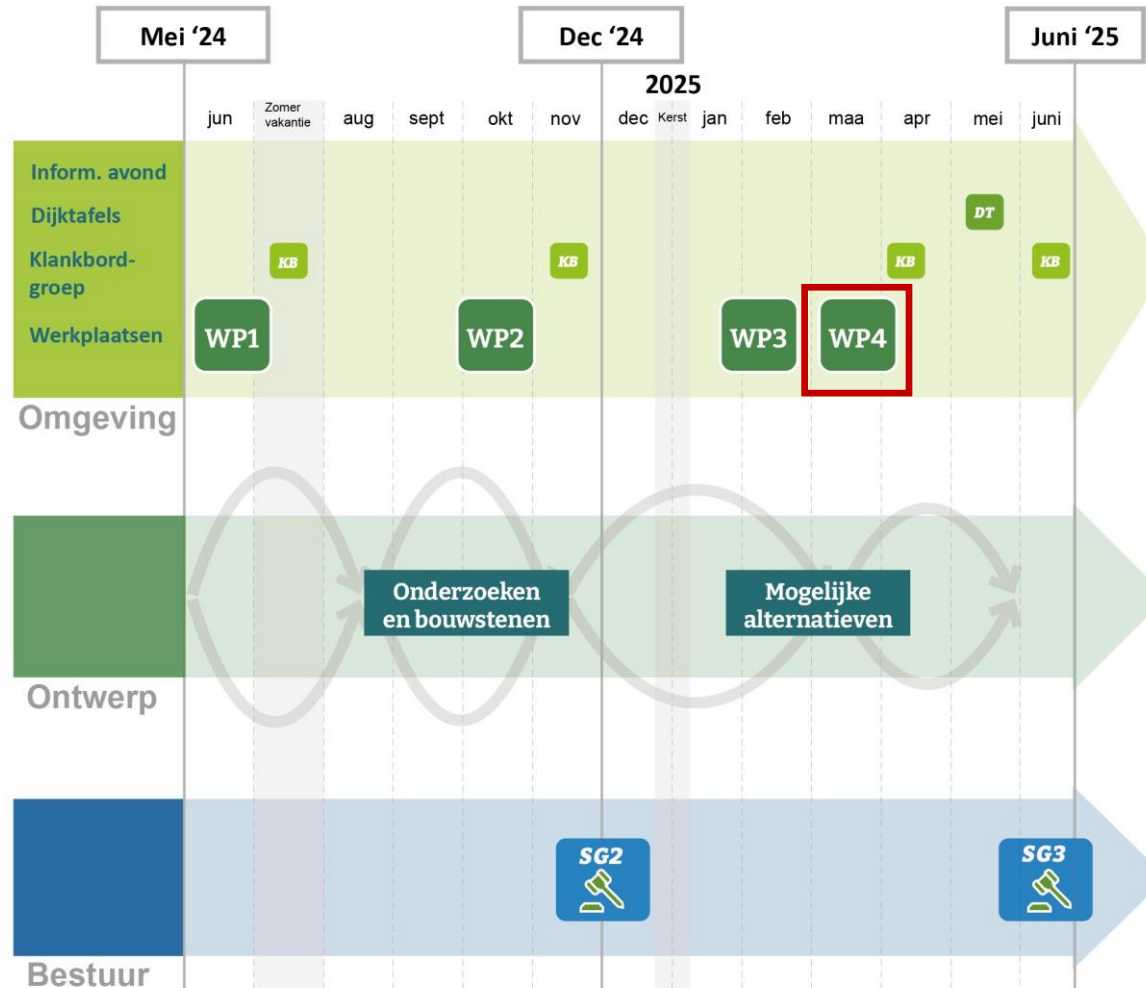 Mei ‘24
Dec ‘24
Juni ‘25
2025
jun
Zomer
vakantie
aug
sept
okt
nov
dec
Kerst
jan
feb
maa
apr
mei
juni
Inform. avond
Dijktafels
DT
Klankbord-
groep
KB
KB
KB
KB
Werkplaatsen
WP1
WP2
WP3
WP4
Omgeving
Onderzoeken
en bouwstenen
Mogelijke
alternatieven
Ontwerp
SG2
SG3
Bestuur